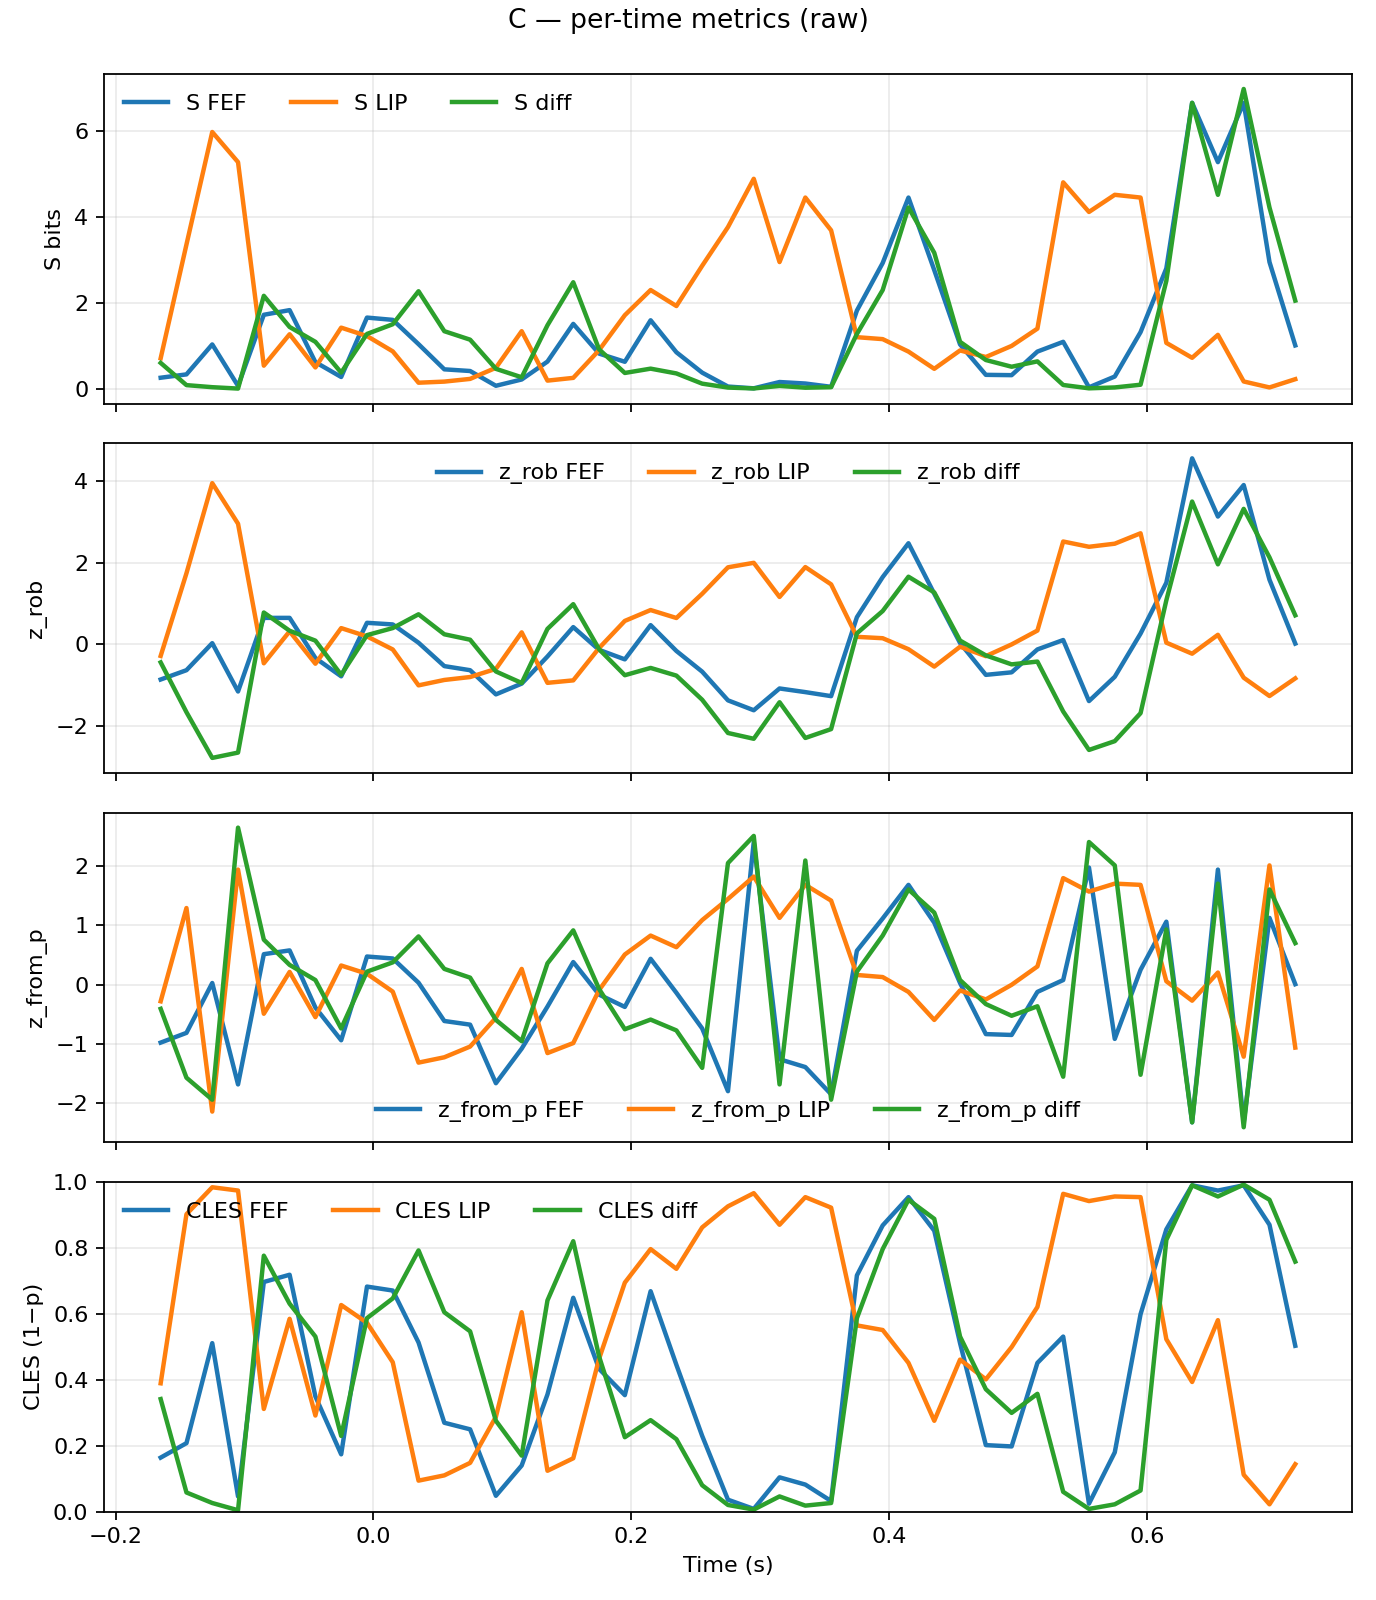 C — per-time metrics (raw)
S FEF S LIP S diff
6
4
2
0
S bits
z_rob FEF z_rob LIP z_rob diff
4
2
0
−2
z_rob
2
1
0
−1
−2
z_from_p
z_from_p FEF z_from_p LIP z_from_p diff
CLES FEF CLES LIP CLES diff
1.0
0.8
0.6
0.4
0.2
0.0
CLES (1−p)
−0.2 0.0 0.2 0.4 0.6
Time (s)